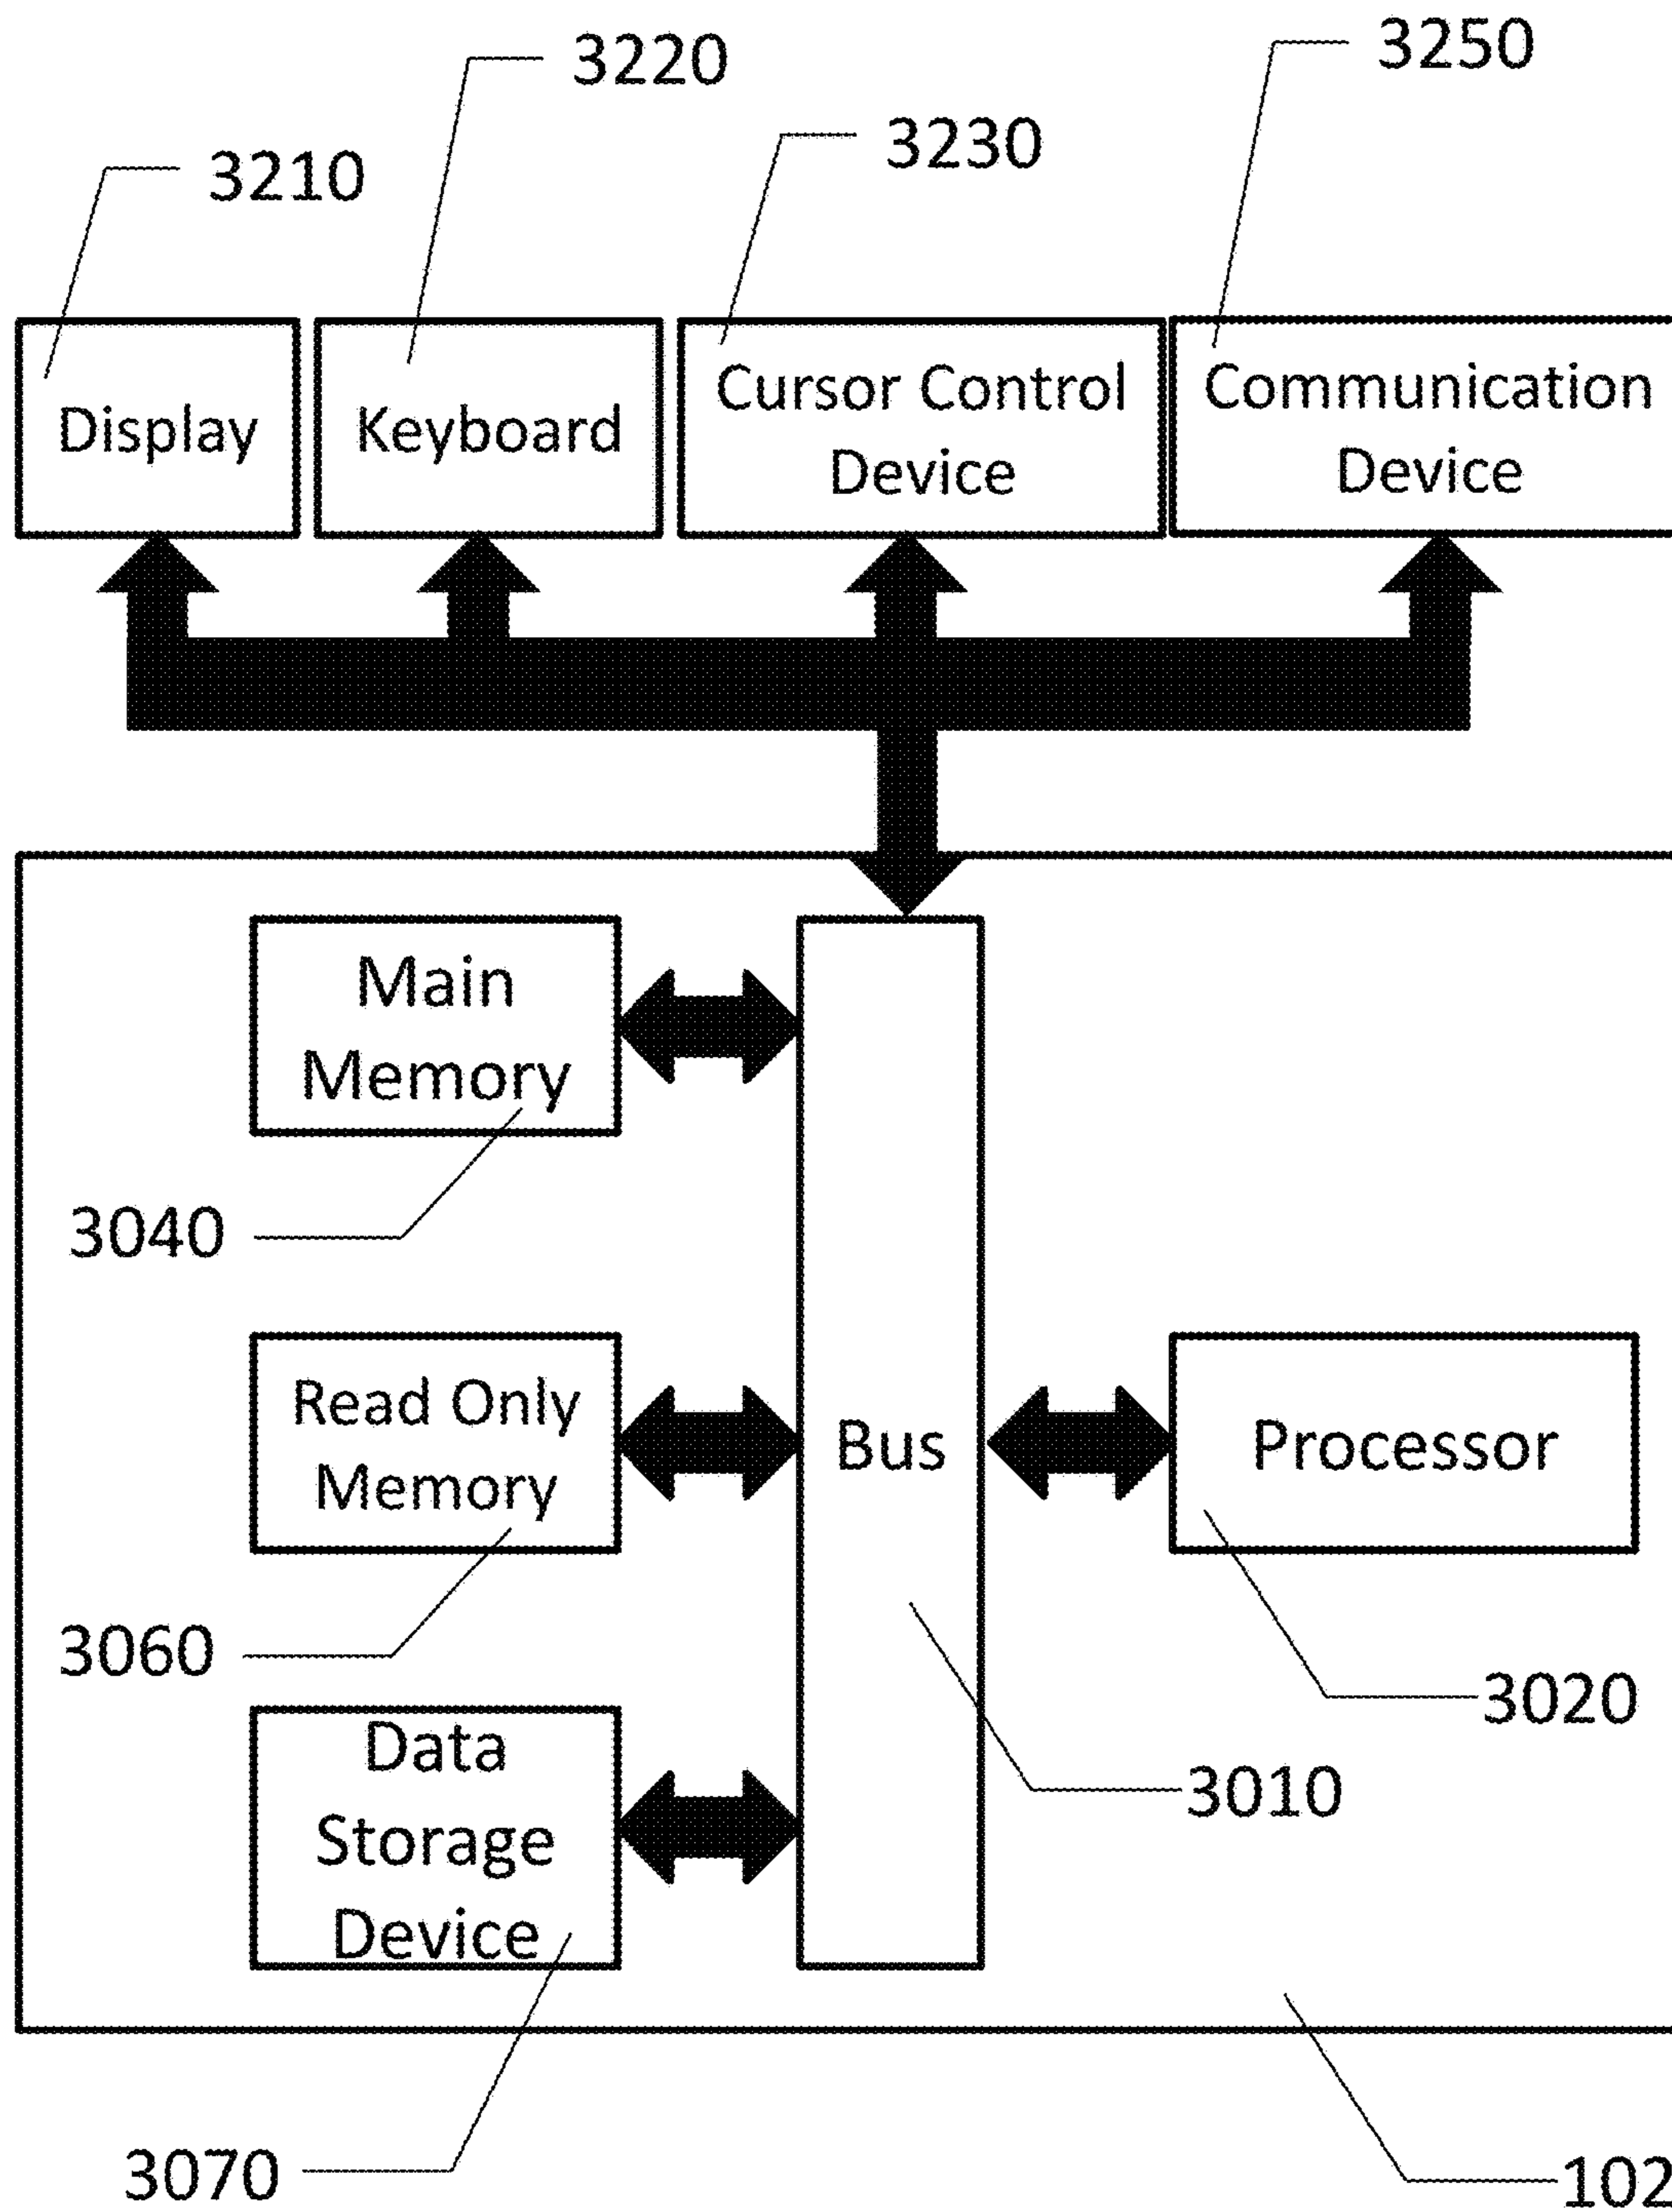 3220
3250
3230
3210
Display
Keyboard
Cursor Control
Device
Communication
Device
Main
Memory
3040
Read Only
Memory
Bus
Processor
3060
3020
Data
Storage
Device
3010
3070
102